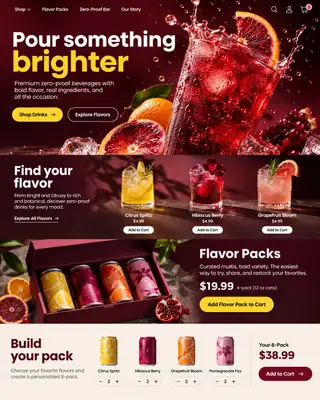 Shop
Flavor Packs
Zero-Proof Bar
Our Story
Pour something
brighter
Premium zero-proof beverages with
bold flavor, real ingredients, and
all the occasion.
Shop Drinks →
Explore Flavors
Find your
flavor
From bright and citrusy to rich
and botanical, discover zero-proof
drinks for every mood.
Explore All Flavors →
Citrus Spritz
$4.99
Add to Cart
Hibiscus Berry
$4.99
Add to Cart
Grapefruit Bloom
$4.99
Add to Cart
Flavor Packs
Curated multis, bold variety. The easiest
way to try, share, and restock your favorites.
$19.99 4-pack (12 oz cans)
Add Flavor Pack to Cart
Build
your pack
Choose your favorite flavors and
create a personalized 8-pack.
Citrus Spritz
− 2 +
Hibiscus Berry
− 2 +
Grapefruit Bloom
− 2 +
Pomegranate Fizz
− 2 +
Your 8-Pack
$38.99
Add to Cart →